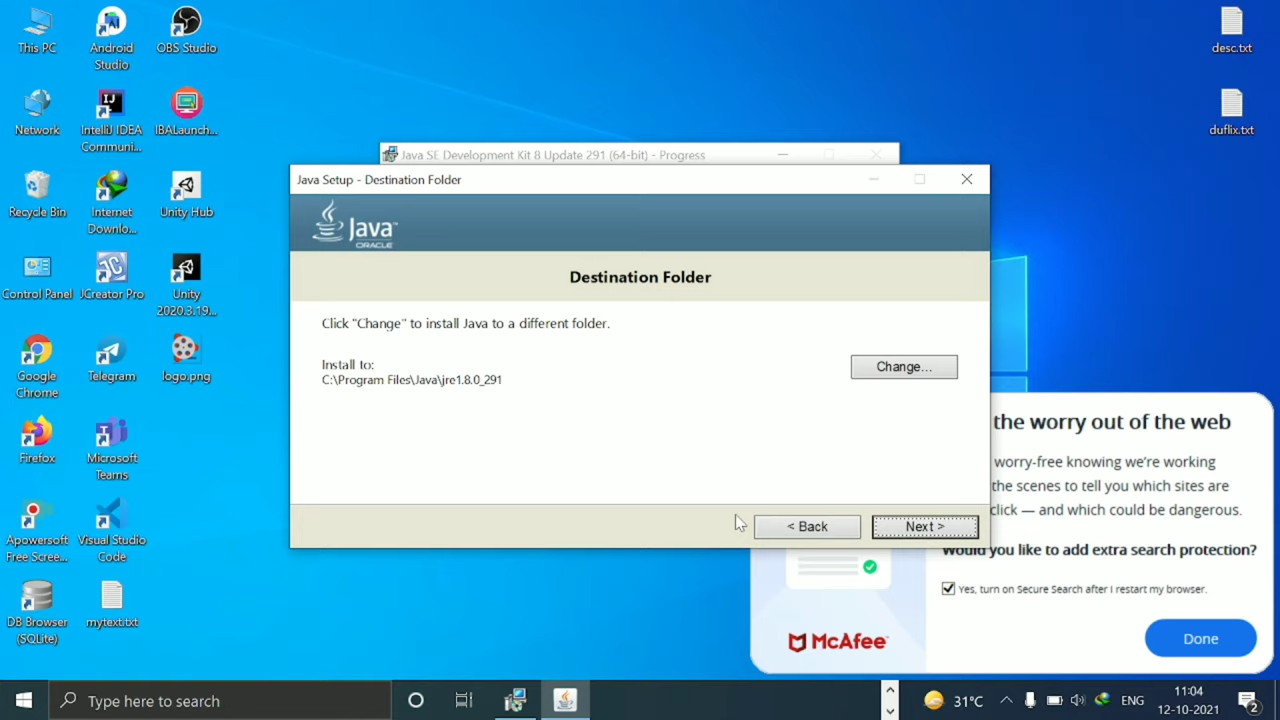 This PC
Android
Studio
OBS Studio
Network
IntelliJ IDEA
Communi...
IBALaunch...
Recycle Bin
Internet
Downlo...
Unity Hub
Control Panel
JCreator Pro
Unity
2020.3.19...
Google
Chrome
Telegram
logo.png
Firefox
Microsoft
Teams
Apowersoft
Free Scree...
Visual Studio
Code
DB Browser
(SQLite)
mytext.txt
desc.txt
duflix.txt
Java SE Development Kit 8 Update 291 (64-bit) - Progress
Java Setup - Destination Folder
Java™
ORACLE
Destination Folder
Click "Change" to install Java to a different folder.
Install to:
C:\Program Files\Java\jre1.8.0_291
Change...
< Back
Next >
the worry out of the web
worry-free knowing we're working
the scenes to tell you which sites are
click — and which could be dangerous.
Would you like to add extra search protection?
Yes, turn on Secure Search after I restart my browser.
McAfee
Done
Type here to search
31°C
ENG
11:04
12-10-2021
2